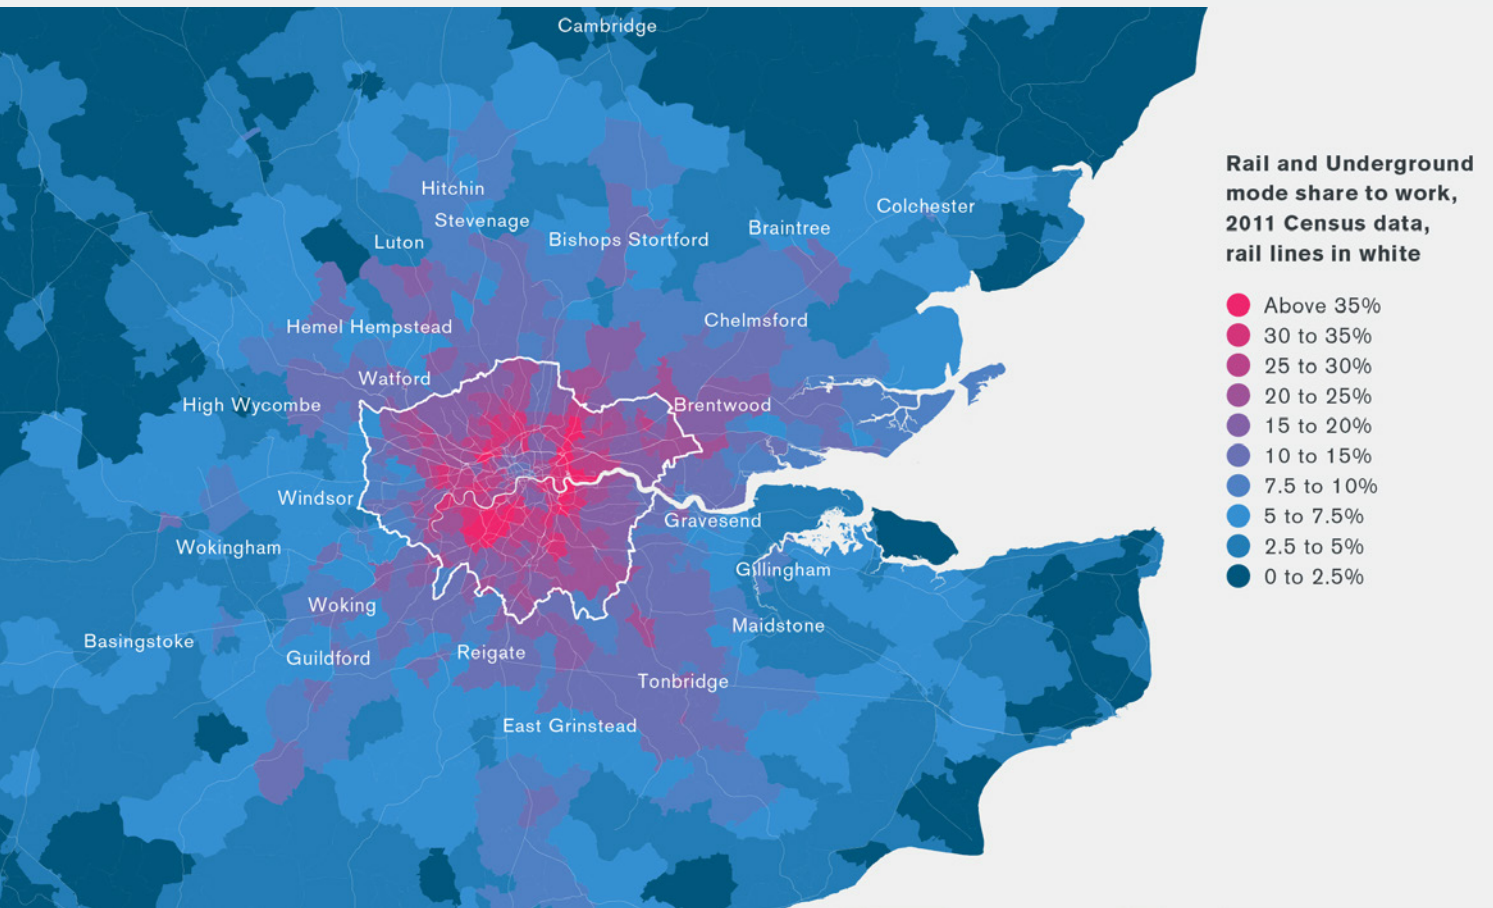 Cambridge
Hitchin
Stevenage
Luton
Bishops Stortford
Braintree
Colchester
Hemel Hempstead
Chelmsford
Watford
High Wycombe
Brentwood
Windsor
Gravesend
Wokingham
Gillingham
Woking
Maidstone
Basingstoke
Guildford
Reigate
Tonbridge
East Grinstead
Rail and Underground
mode share to work,
2011 Census data,
rail lines in white
Above 35%
30 to 35%
25 to 30%
20 to 25%
15 to 20%
10 to 15%
7.5 to 10%
5 to 7.5%
2.5 to 5%
0 to 2.5%